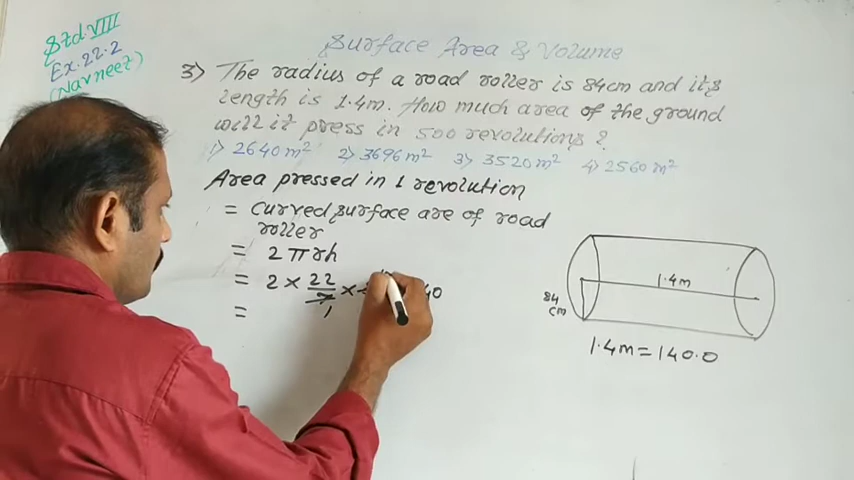 Std.VIII
Ex.22.2
(Navneet)
Surface Area & Volume
3) The radius of a road roller is 84cm and its
length is 1.4m. How much area of the ground
will it press in 500 revolutions?
1) 2640 m² 2) 3696 m² 3) 3520 m² 4) 2560 m²
Area pressed in 1 revolution
= Curved surface are of road
roller
= 2πrh
= 2 × 22/7 ×
1
=
1.4m
84
cm
1.4m = 140.0